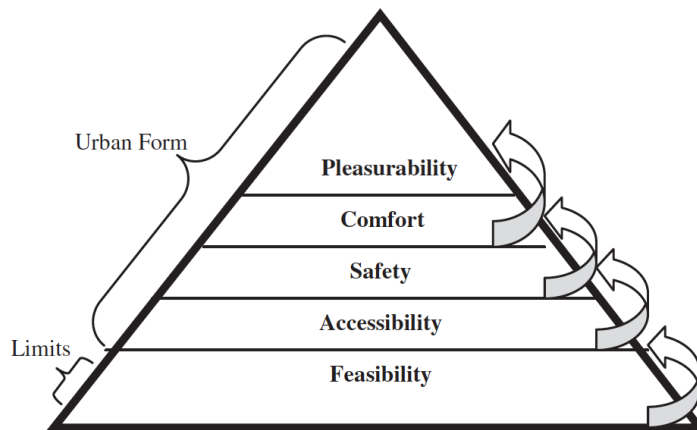 Urban Form
Pleasurability
Comfort
Safety
Accessibility
Limits
Feasibility